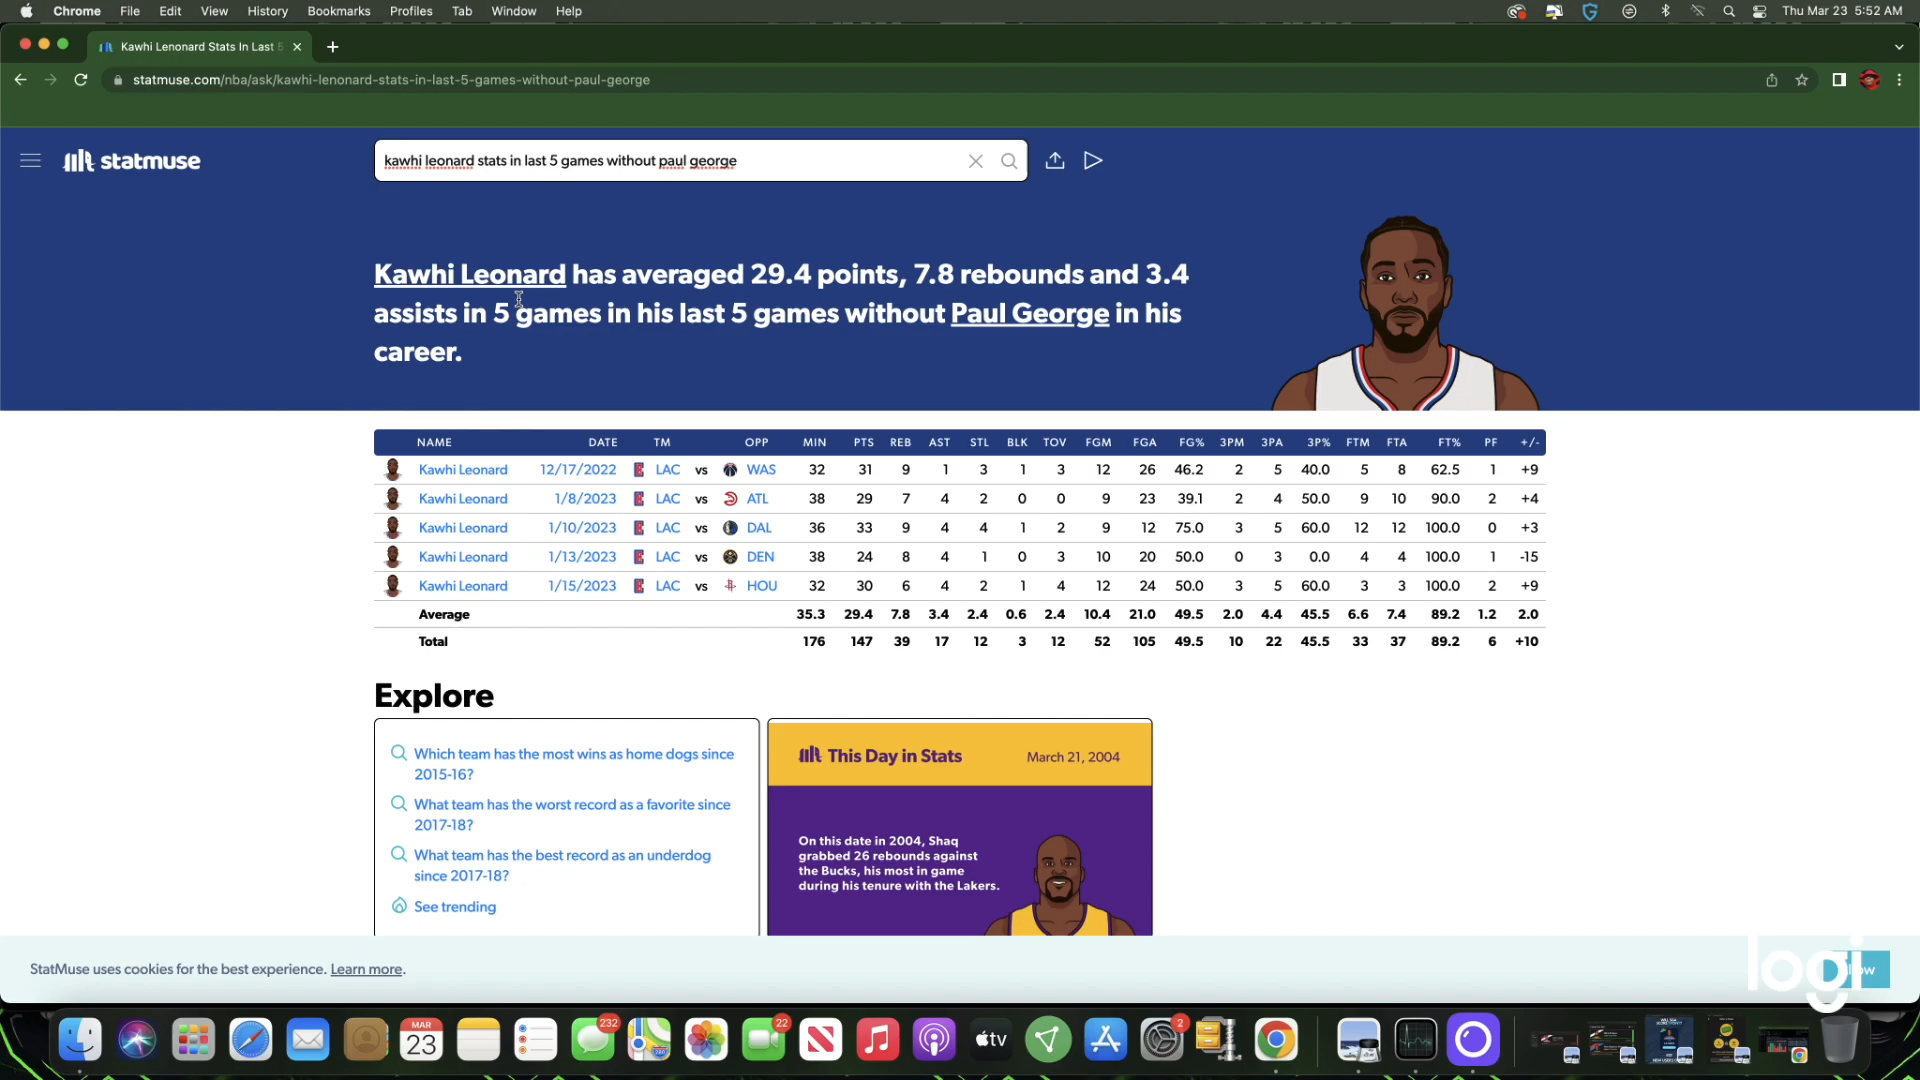 Chrome File Edit View History Bookmarks Profiles Tab Window Help Thu Mar 23 5:52 AM
Kawhi Lenonard Stats In Last 5
statmuse.com/nba/ask/kawhi-lenonard-stats-in-last-5-games-without-paul-george
statmuse
kawhi leonard stats in last 5 games without paul george
Kawhi Leonard has averaged 29.4 points, 7.8 rebounds and 3.4
assists in 5 games in his last 5 games without Paul George in his
career.
NAME DATE TM OPP MIN PTS REB AST STL BLK TOV FGM FGA FG% 3PM 3PA 3P% FTM FTA FT% PF +/-
Kawhi Leonard 12/17/2022 LAC vs WAS 32 31 9 1 3 1 3 12 26 46.2 2 5 40.0 5 8 62.5 1 +9
Kawhi Leonard 1/8/2023 LAC vs ATL 38 29 7 4 2 0 0 9 23 39.1 2 4 50.0 9 10 90.0 2 +4
Kawhi Leonard 1/10/2023 LAC vs DAL 36 33 9 4 4 1 2 9 12 75.0 3 5 60.0 12 12 100.0 0 +3
Kawhi Leonard 1/13/2023 LAC vs DEN 38 24 8 4 1 0 3 10 20 50.0 0 3 0.0 4 4 100.0 1 -15
Kawhi Leonard 1/15/2023 LAC vs HOU 32 30 6 4 2 1 4 12 24 50.0 3 5 60.0 3 3 100.0 2 +9
Average 35.3 29.4 7.8 3.4 2.4 0.6 2.4 10.4 21.0 49.5 2.0 4.4 45.5 6.6 7.4 89.2 1.2 2.0
Total 176 147 39 17 12 3 12 52 105 49.5 10 22 45.5 33 37 89.2 6 +10
Explore
Which team has the most wins as home dogs since
2015-16?
What team has the worst record as a favorite since
2017-18?
What team has the best record as an underdog
since 2017-18?
See trending
This Day in Stats March 21, 2004
On this date in 2004, Shaq
grabbed 26 rebounds against
the Bucks, his most in game
during his tenure with the Lakers.
StatMuse uses cookies for the best experience. Learn more.
logi
MAR
23
232
22
tv
2